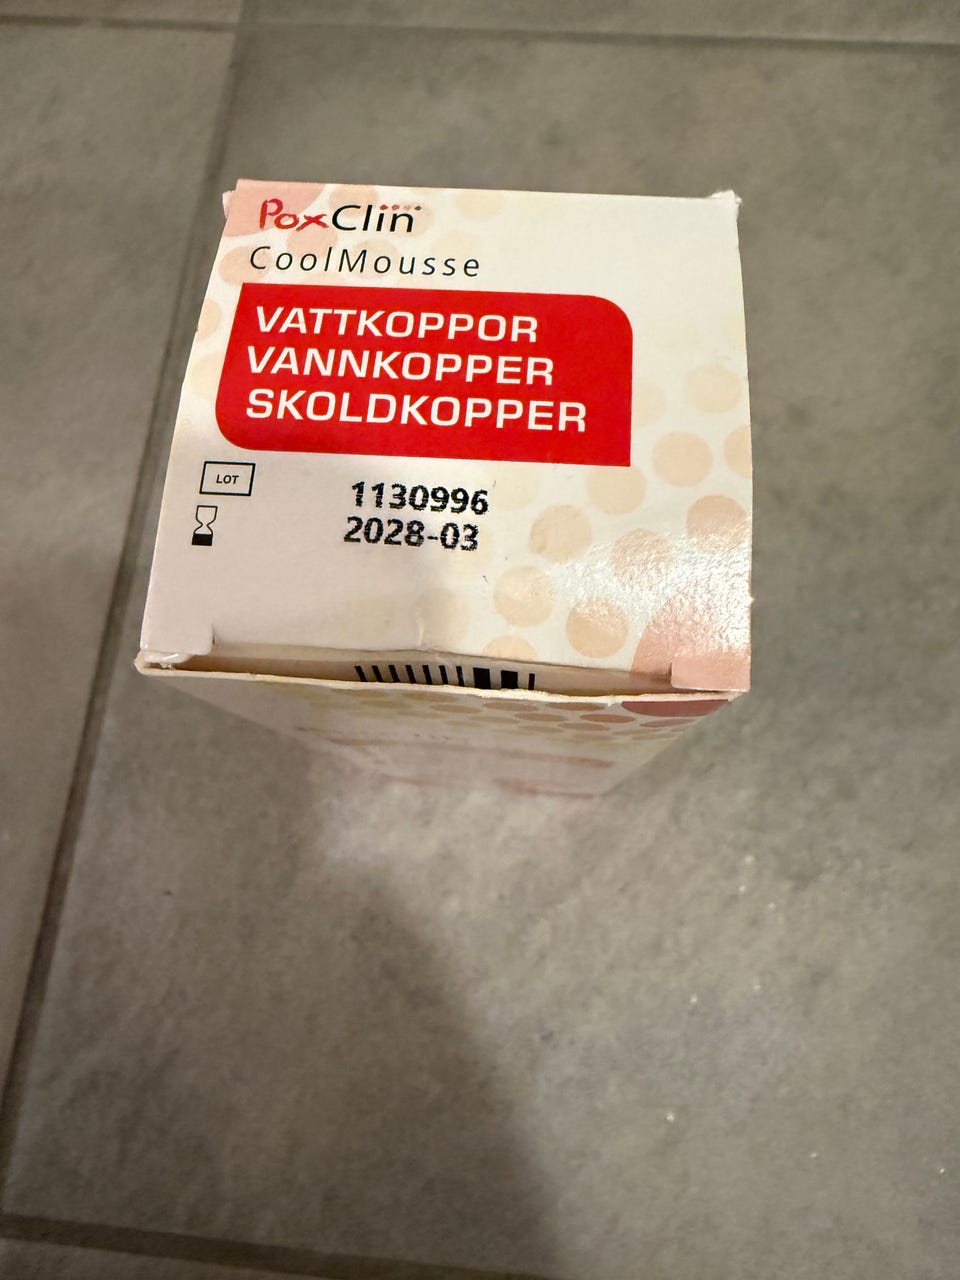 PoxClin
CoolMousse
VATTKOPPOR
VANNKOPPER
SKOLDKOPPER
LOT
1130996
2028-03